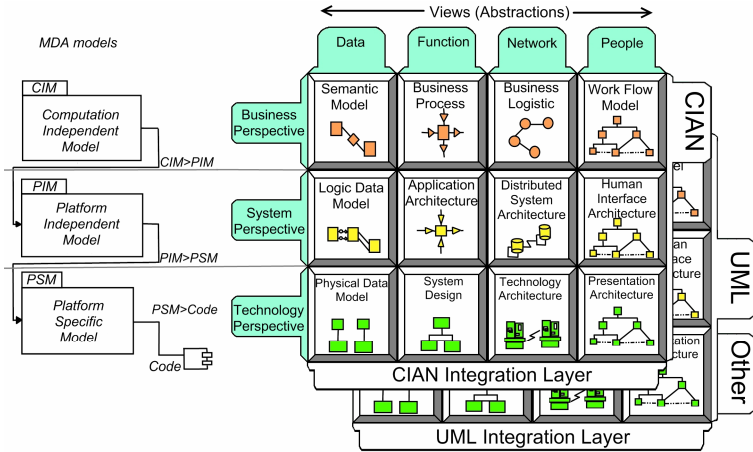 Views (Abstractions)
MDA models
Data
Function
Network
People
CIM
Computation
Independent
Model
CIM>PIM
PIM
Platform
Independent
Model
PIM>PSM
PSM
Platform
Specific
Model
PSM>Code
Code
Business
Perspective
Semantic
Model
Business
Process
Business
Logistic
Work Flow
Model
System
Perspective
Logic Data
Model
Application
Architecture
Distributed
System
Architecture
Human
Interface
Architecture
Technology
Perspective
Physical Data
Model
System
Design
Technology
Architecture
Presentation
Architecture
CIAN
UML
Other
CIAN Integration Layer
UML Integration Layer